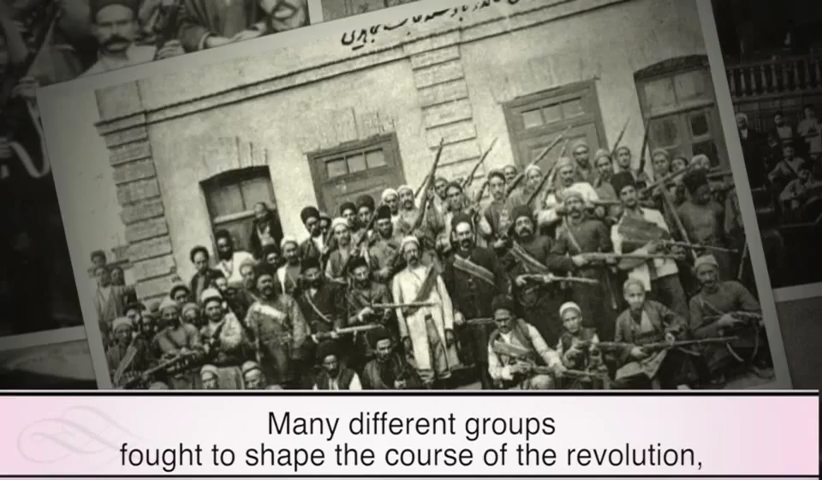 Many different groups
fought to shape the course of the revolution,